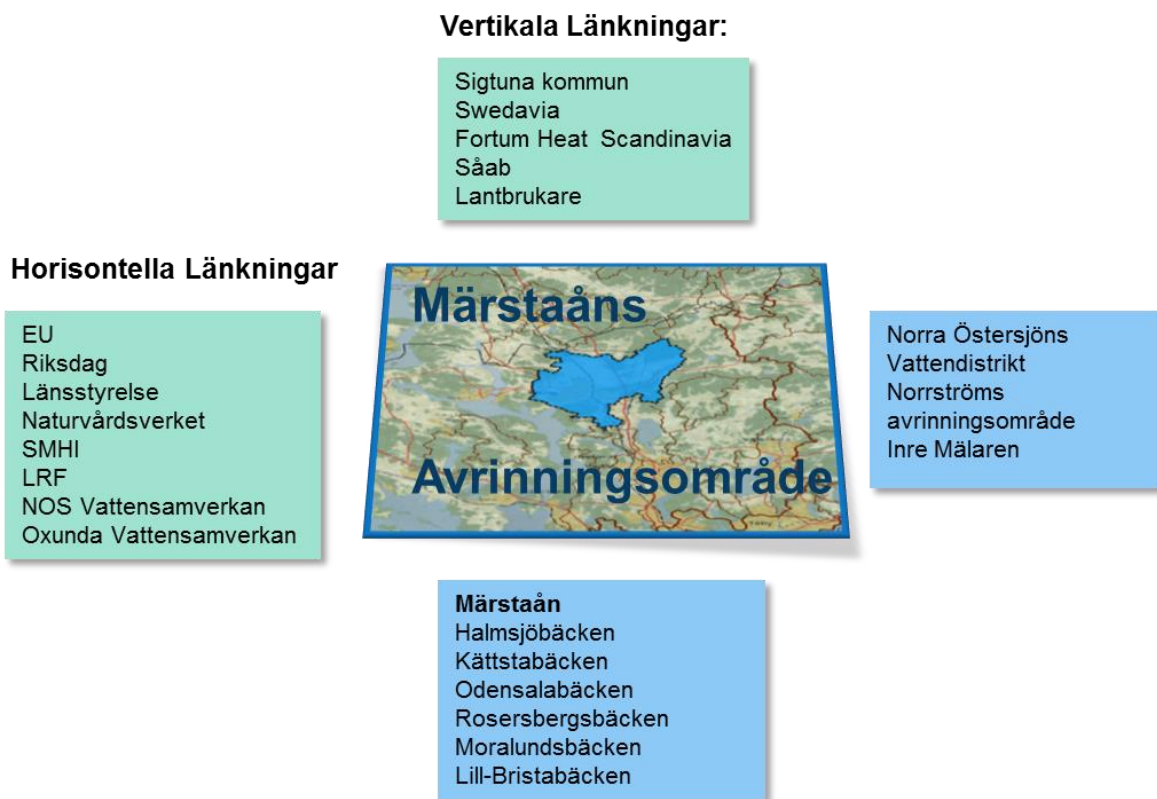 Vertikala Länkningar:
Sigtuna kommun
Swedavia
Fortum Heat Scandinavia
Såab
Lantbrukare
Horisontella Länkningar
EU
Riksdag
Länsstyrelse
Naturvårdsverket
SMHI
LRF
NOS Vattensamverkan
Oxunda Vattensamverkan
Märstaåns
Avrinningsområde
Norra Östersjöns
Vattendistrikt
Norrströms
avrinningsområde
Inre Mälaren
Märstaån
Halmsjöbäcken
Kättstabäcken
Odensalabäcken
Rosersbergsbäcken
Moralundsbäcken
Lill-Bristabäcken